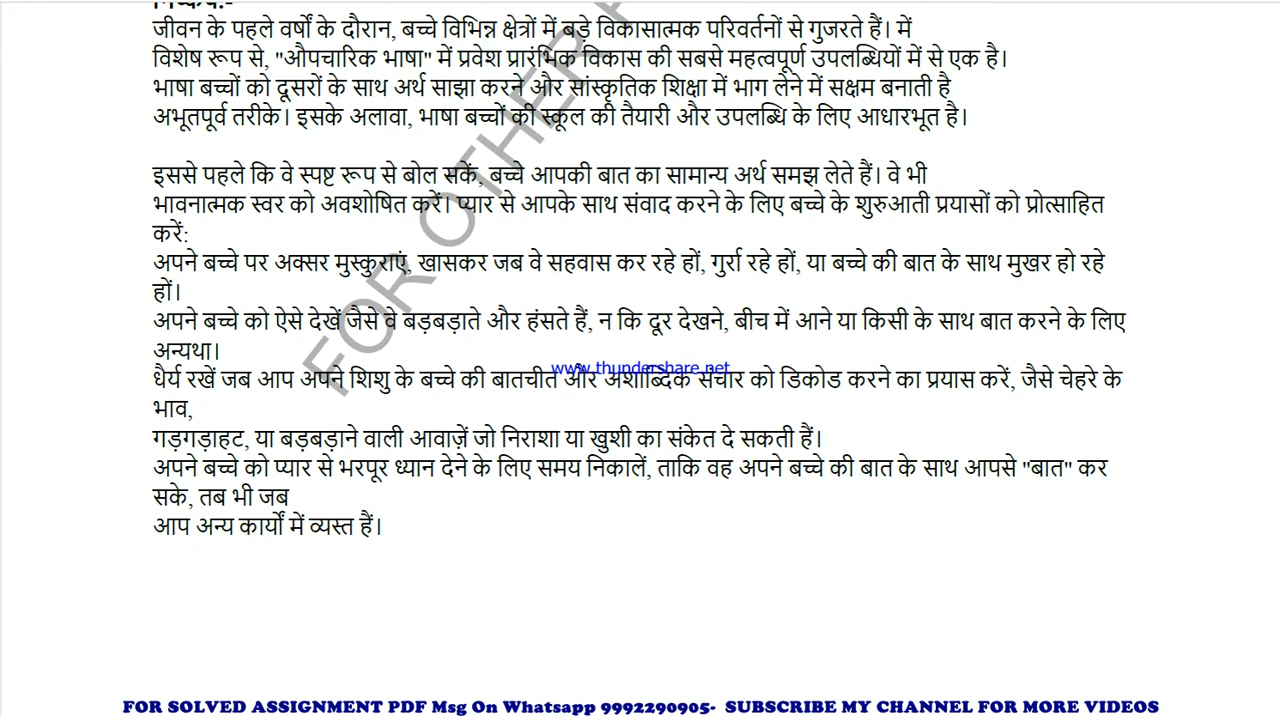 निष्कर्ष:-
जीवन के पहले वर्षों के दौरान, बच्चे विभिन्न क्षेत्रों में बड़े विकासात्मक परिवर्तनों से गुजरते हैं। में
विशेष रूप से, "औपचारिक भाषा" में प्रवेश प्रारंभिक विकास की सबसे महत्वपूर्ण उपलब्धियों में से एक है।
भाषा बच्चों को दूसरों के साथ अर्थ साझा करने और सांस्कृतिक शिक्षा में भाग लेने में सक्षम बनाती है
अभूतपूर्व तरीके। इसके अलावा, भाषा बच्चों की स्कूल की तैयारी और उपलब्धि के लिए आधारभूत है।
इससे पहले कि वे स्पष्ट रूप से बोल सकें, बच्चे आपकी बात का सामान्य अर्थ समझ लेते हैं। वे भी
भावनात्मक स्वर को अवशोषित करें। प्यार से आपके साथ संवाद करने के लिए बच्चे के शुरुआती प्रयासों को प्रोत्साहित
करें:
अपने बच्चे पर अक्सर मुस्कुराएं, खासकर जब वे सहवास कर रहे हों, गुर्रा रहे हों, या बच्चे की बात के साथ मुखर हो रहे
हों।
अपने बच्चे को ऐसे देखें जैसे वे बड़बड़ाते और हंसते हैं, न कि दूर देखने, बीच में आने या किसी के साथ बात करने के लिए
अन्यथा।
www.thundershare.net
धैर्य रखें जब आप अपने शिशु के बच्चे की बातचीत और अशाब्दिक संचार को डिकोड करने का प्रयास करें, जैसे चेहरे के
भाव,
गड़गड़ाहट, या बड़बड़ाने वाली आवाज़ें जो निराशा या खुशी का संकेत दे सकती हैं।
अपने बच्चे को प्यार से भरपूर ध्यान देने के लिए समय निकालें, ताकि वह अपने बच्चे की बात के साथ आपसे "बात" कर
सके, तब भी जब
आप अन्य कार्यों में व्यस्त हैं।
FOR OTHER
FOR SOLVED ASSIGNMENT PDF Msg On Whatsapp 9992290905- SUBSCRIBE MY CHANNEL FOR MORE VIDEOS